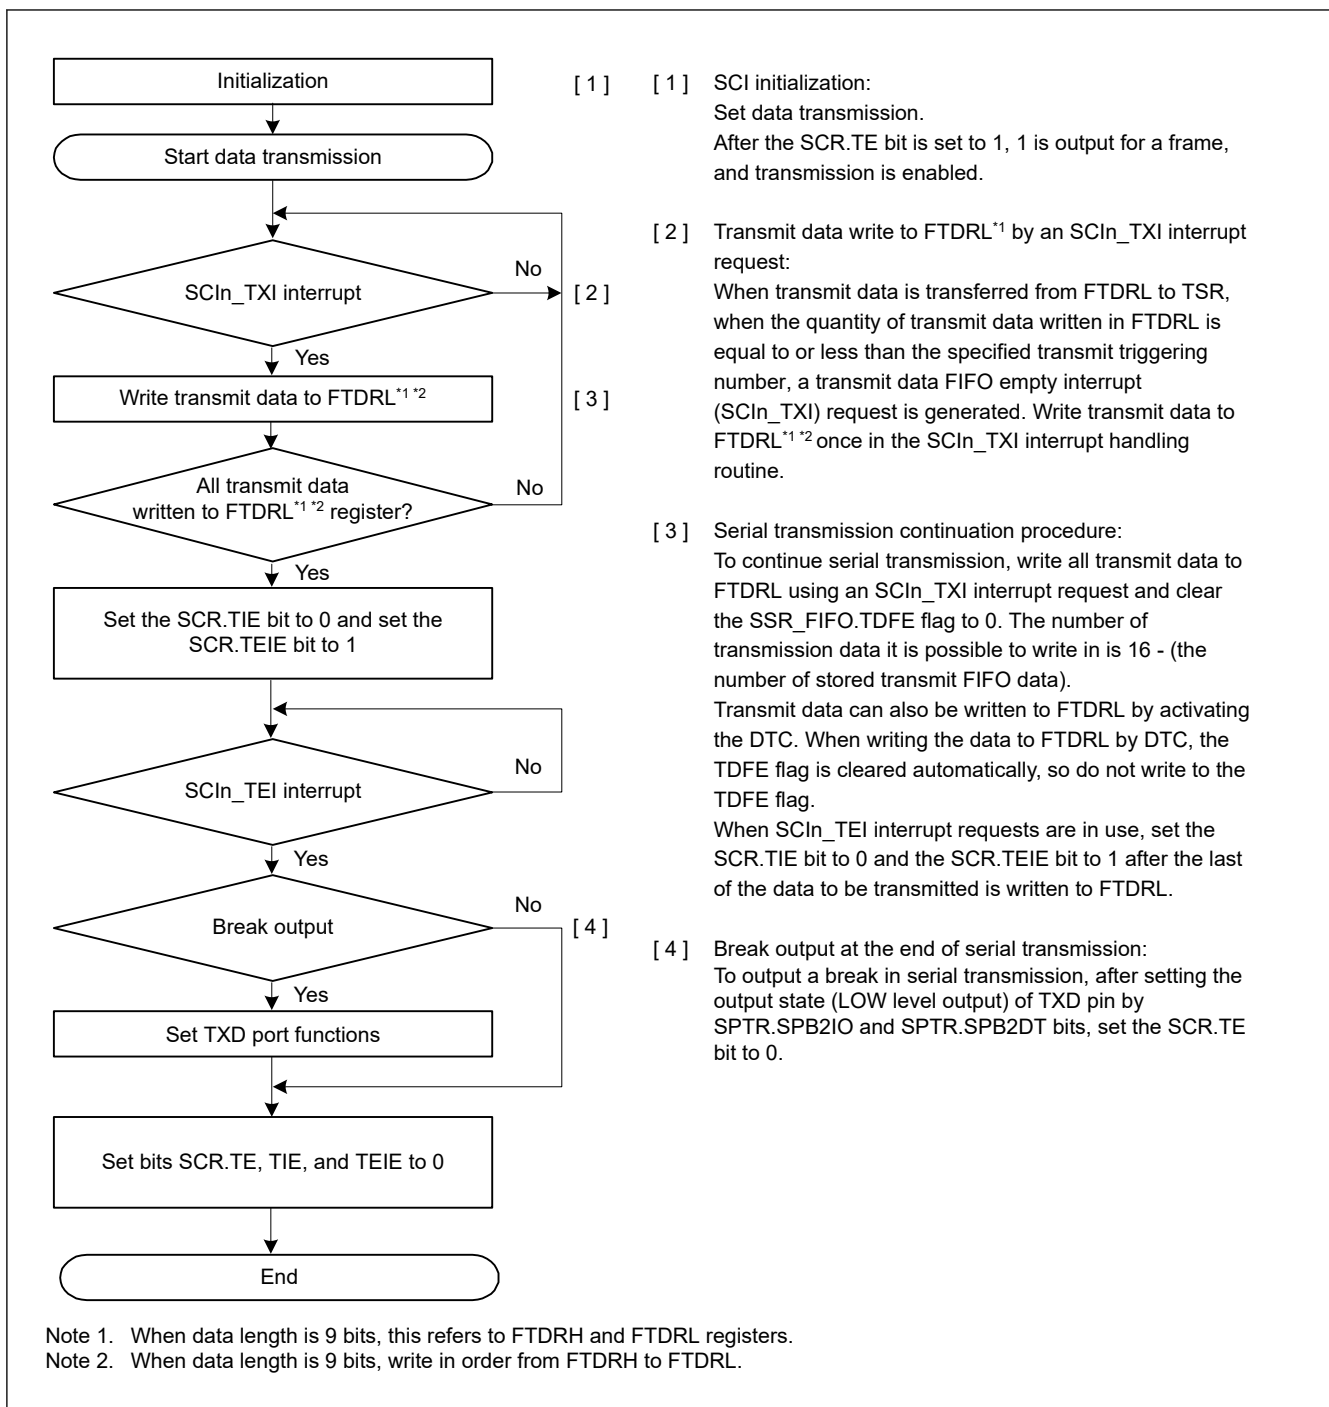 Initialization
[ 1 ]
Start data transmission
SCIn_TXI interrupt
No
[ 2 ]
Yes
Write transmit data to FTDRL*1 *2
[ 3 ]
All transmit data
written to FTDRL*1 *2 register?
No
Yes
Set the SCR.TIE bit to 0 and set the
SCR.TEIE bit to 1
SCIn_TEI interrupt
No
Yes
Break output
No
[ 4 ]
Yes
Set TXD port functions
Set bits SCR.TE, TIE, and TEIE to 0
End
[ 1 ] SCI initialization:
Set data transmission.
After the SCR.TE bit is set to 1, 1 is output for a frame,
and transmission is enabled.
[ 2 ] Transmit data write to FTDRL*1 by an SCIn_TXI interrupt
request:
When transmit data is transferred from FTDRL to TSR,
when the quantity of transmit data written in FTDRL is
equal to or less than the specified transmit triggering
number, a transmit data FIFO empty interrupt
(SCIn_TXI) request is generated. Write transmit data to
FTDRL*1 *2 once in the SCIn_TXI interrupt handling
routine.
[ 3 ] Serial transmission continuation procedure:
To continue serial transmission, write all transmit data to
FTDRL using an SCIn_TXI interrupt request and clear
the SSR_FIFO.TDFE flag to 0. The number of
transmission data it is possible to write in is 16 - (the
number of stored transmit FIFO data).
Transmit data can also be written to FTDRL by activating
the DTC. When writing the data to FTDRL by DTC, the
TDFE flag is cleared automatically, so do not write to the
TDFE flag.
When SCIn_TEI interrupt requests are in use, set the
SCR.TIE bit to 0 and the SCR.TEIE bit to 1 after the last
of the data to be transmitted is written to FTDRL.
[ 4 ] Break output at the end of serial transmission:
To output a break in serial transmission, after setting the
output state (LOW level output) of TXD pin by
SPTR.SPB2IO and SPTR.SPB2DT bits, set the SCR.TE
bit to 0.
Note 1. When data length is 9 bits, this refers to FTDRH and FTDRL registers.
Note 2. When data length is 9 bits, write in order from FTDRH to FTDRL.